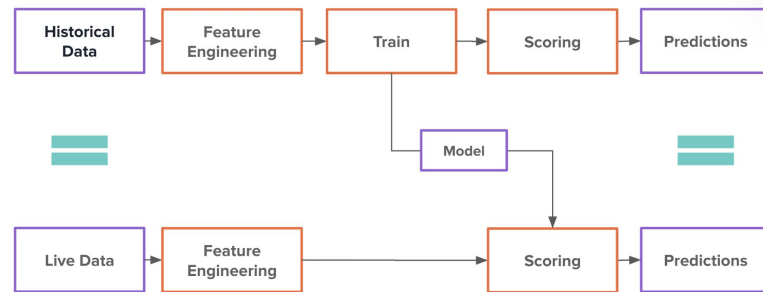 Historical
Data
Feature
Engineering
Train
Scoring
Predictions
Model
Live Data
Feature
Engineering
Scoring
Predictions